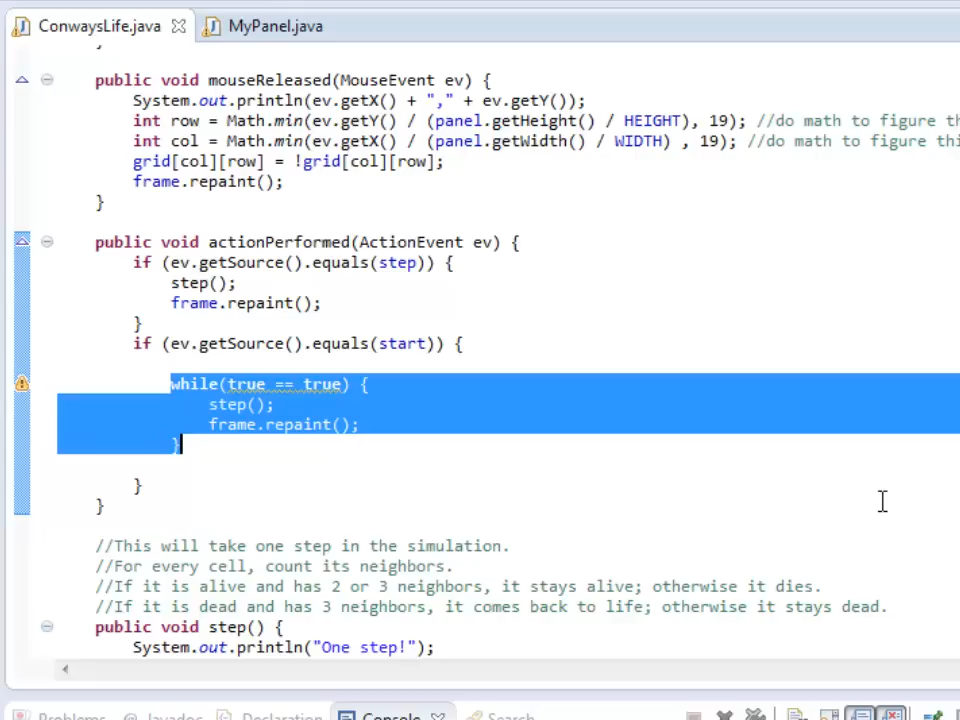 ConwaysLife.java MyPanel.java
}
public void mouseReleased(MouseEvent ev) {
System.out.println(ev.getX() + "," + ev.getY());
int row = Math.min(ev.getY() / (panel.getHeight() / HEIGHT), 19); //do math to figure th
int col = Math.min(ev.getX() / (panel.getWidth() / WIDTH) , 19); //do math to figure thi
grid[col][row] = !grid[col][row];
frame.repaint();
}
public void actionPerformed(ActionEvent ev) {
if (ev.getSource().equals(step)) {
step();
frame.repaint();
}
if (ev.getSource().equals(start)) {
while(true == true) {
step();
frame.repaint();
}
}
}
//This will take one step in the simulation.
//For every cell, count its neighbors.
//If it is alive and has 2 or 3 neighbors, it stays alive; otherwise it dies.
//If it is dead and has 3 neighbors, it comes back to life; otherwise it stays dead.
public void step() {
System.out.println("One step!");
Problems @ Javadoc Declaration Console Search